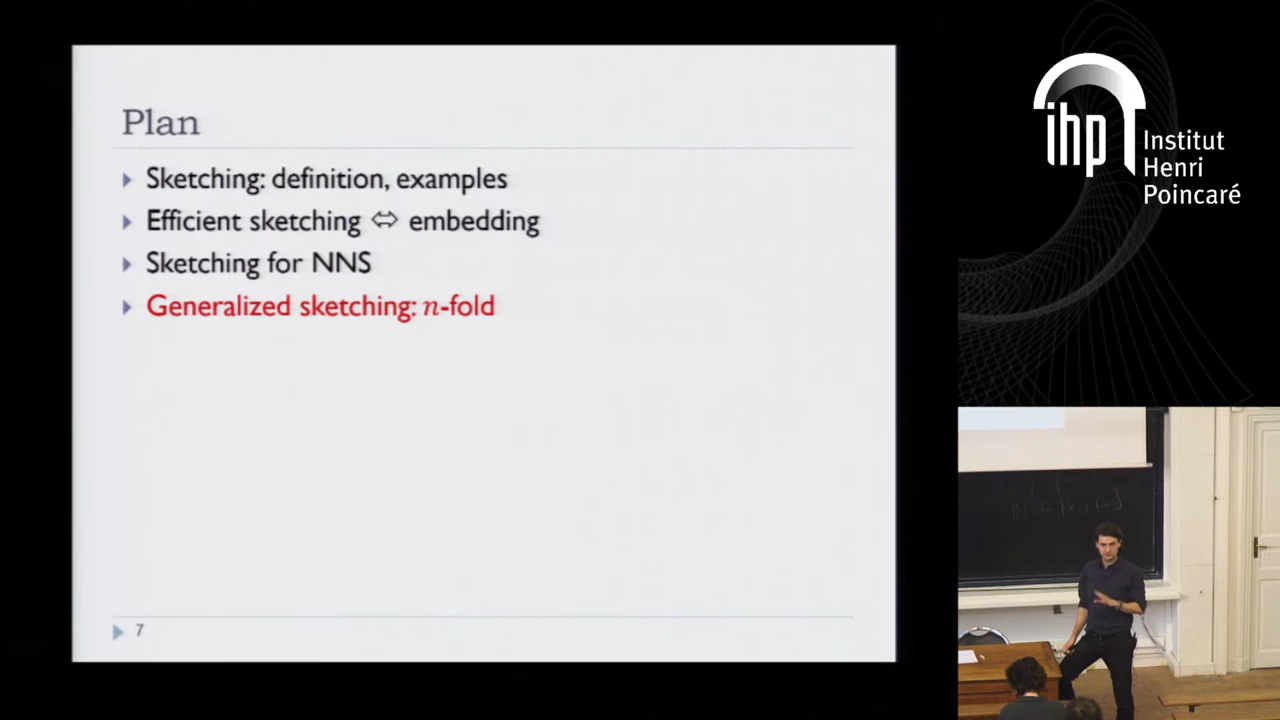 Plan
Sketching: definition, examples
Efficient sketching ⇔ embedding
Sketching for NNS
Generalized sketching: n-fold
7
ihp
Institut
Henri
Poincaré